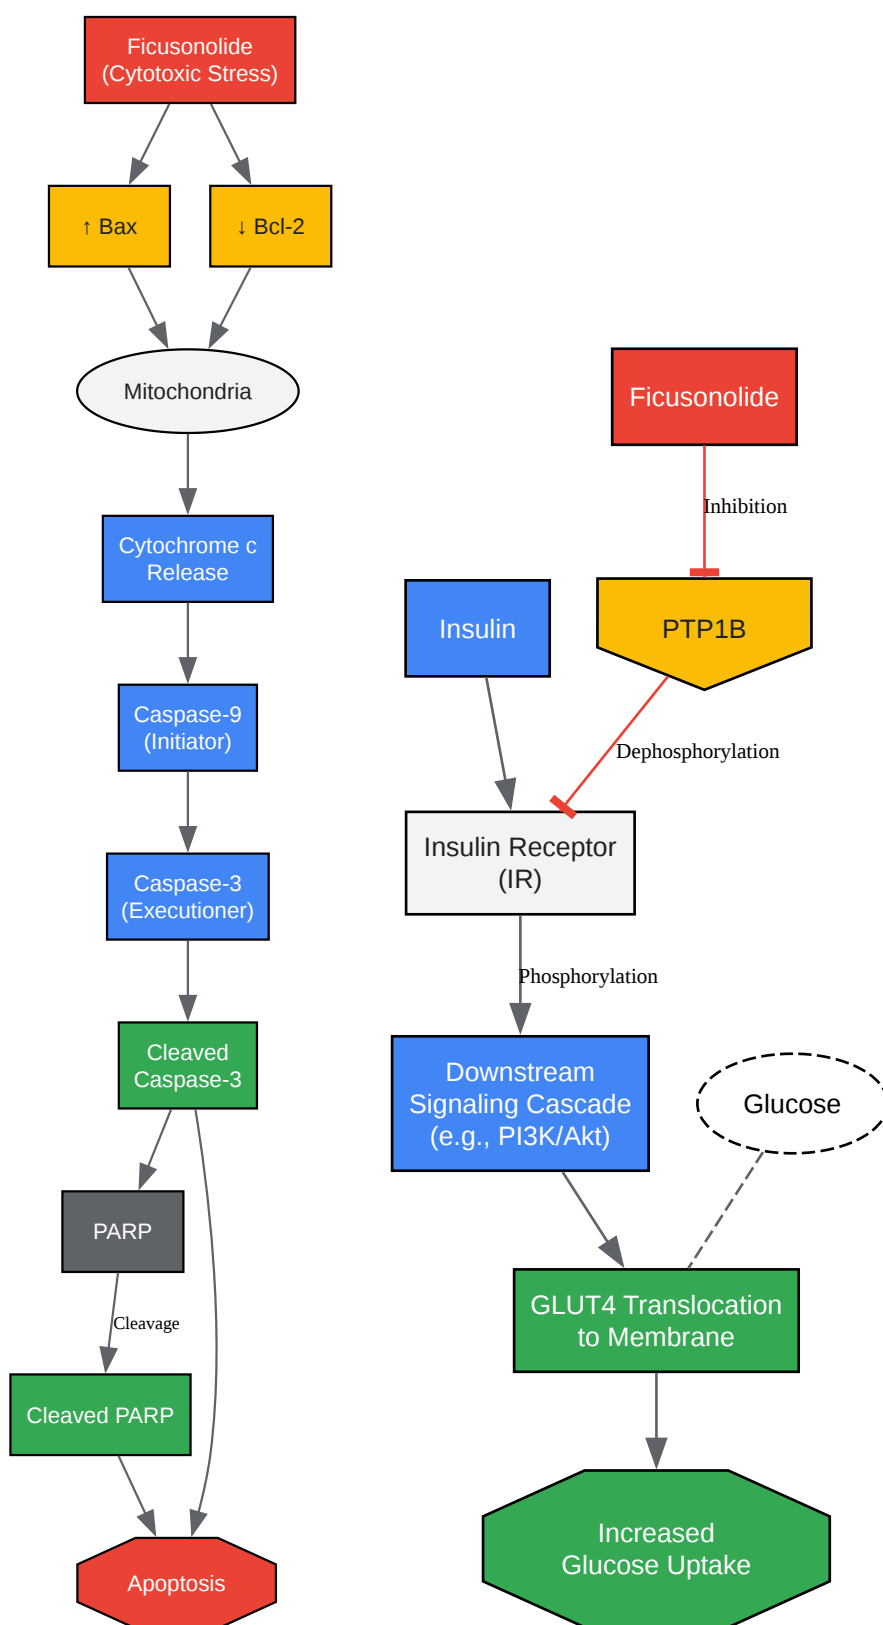 Ficusonolide
(Cytotoxic Stress)
↑ Bax
↓ Bcl-2
Mitochondria
Cytochrome c
Release
Caspase-9
(Initiator)
Caspase-3
(Executioner)
Cleaved
Caspase-3
PARP
Cleavage
Cleaved PARP
Apoptosis
Ficusonolide
Inhibition
Insulin
PTP1B
Dephosphorylation
Insulin Receptor
(IR)
Phosphorylation
Downstream
Signaling Cascade
(e.g., PI3K/Akt)
Glucose
GLUT4 Translocation
to Membrane
Increased
Glucose Uptake